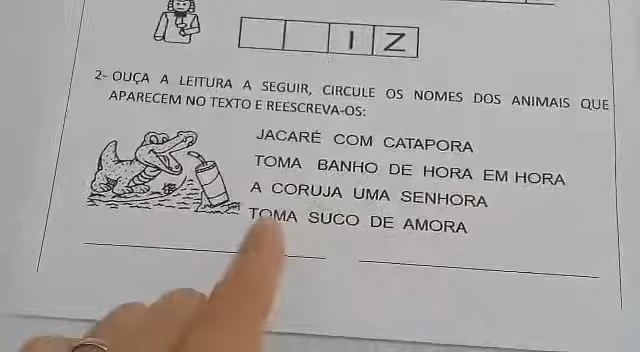 I Z
2- OUÇA A LEITURA A SEGUIR, CIRCULE OS NOMES DOS ANIMAIS QUE
APARECEM NO TEXTO E REESCREVA-OS:
JACARÉ COM CATAPORA
TOMA BANHO DE HORA EM HORA
A CORUJA UMA SENHORA
TOMA SUCO DE AMORA